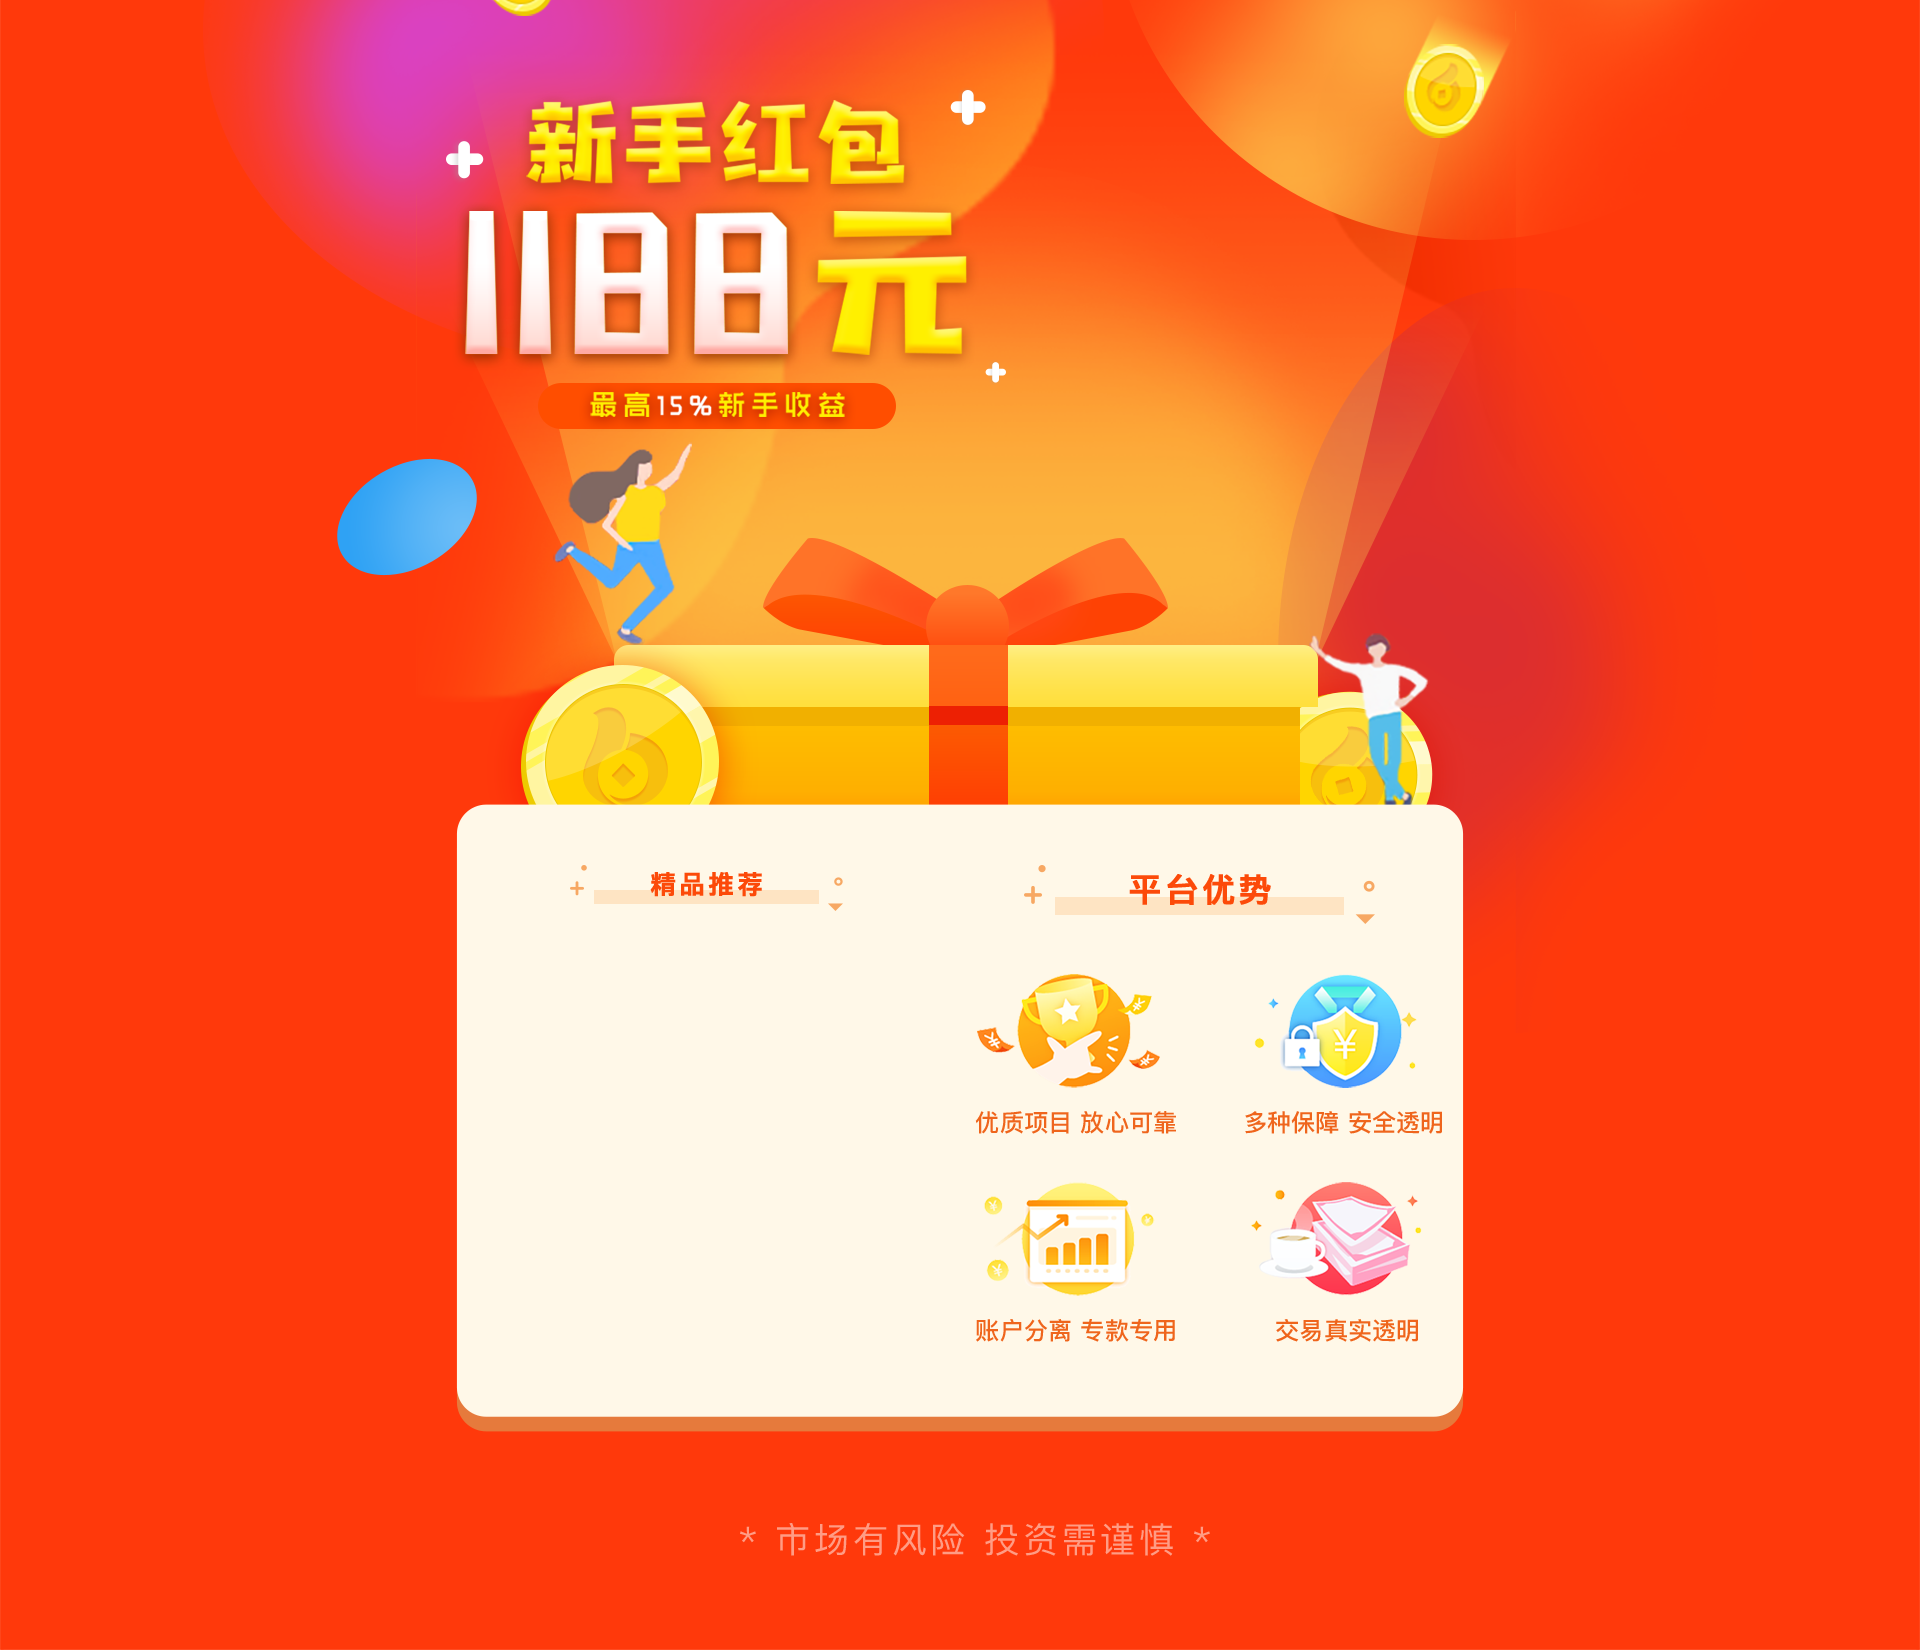 新手红包
1188元
最高15%新手收益
精品推荐
平台优势
优质项目 放心可靠
多种保障 安全透明
账户分离 专款专用
交易真实透明
* 市场有风险 投资需谨慎 *